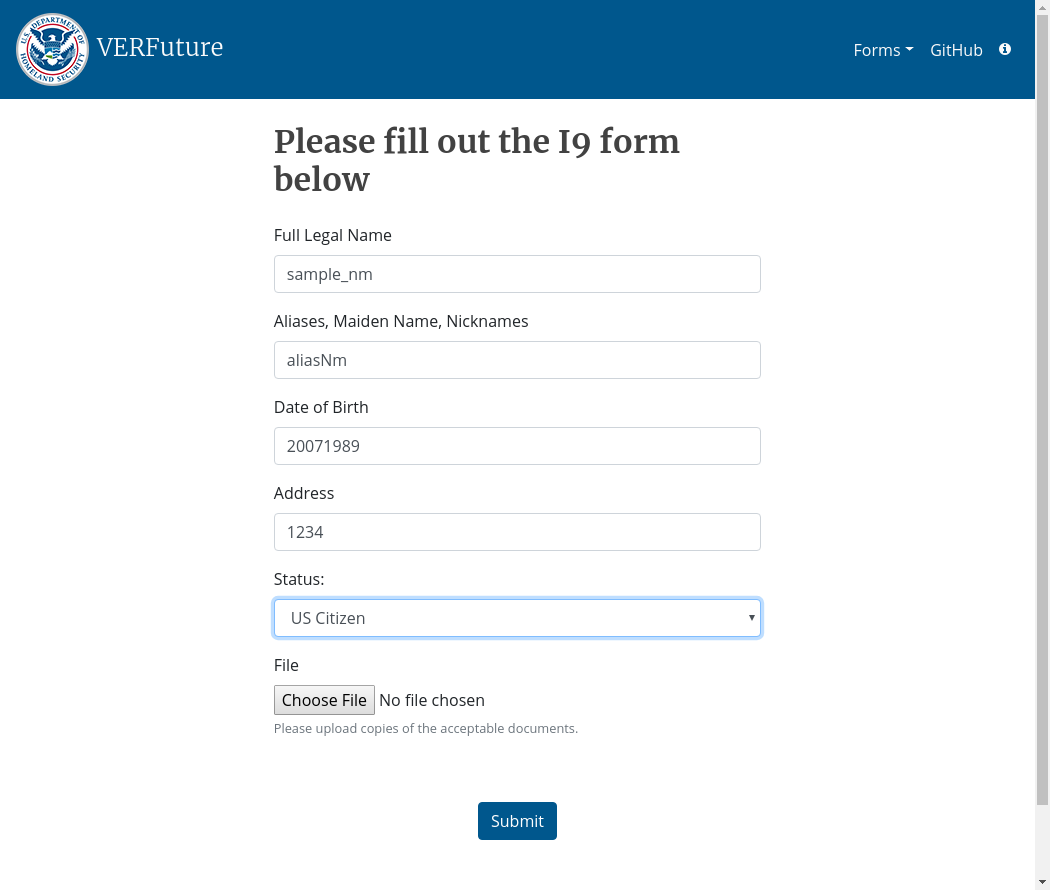 U.S. DEPARTMENT OF
HOMELAND SECURITY
VERFuture
Forms
GitHub
Please fill out the I9 form
below
Full Legal Name
sample_nm
Aliases, Maiden Name, Nicknames
aliasNm
Date of Birth
20071989
Address
1234
Status:
US Citizen
File
Choose File No file chosen
Please upload copies of the acceptable documents.
Submit